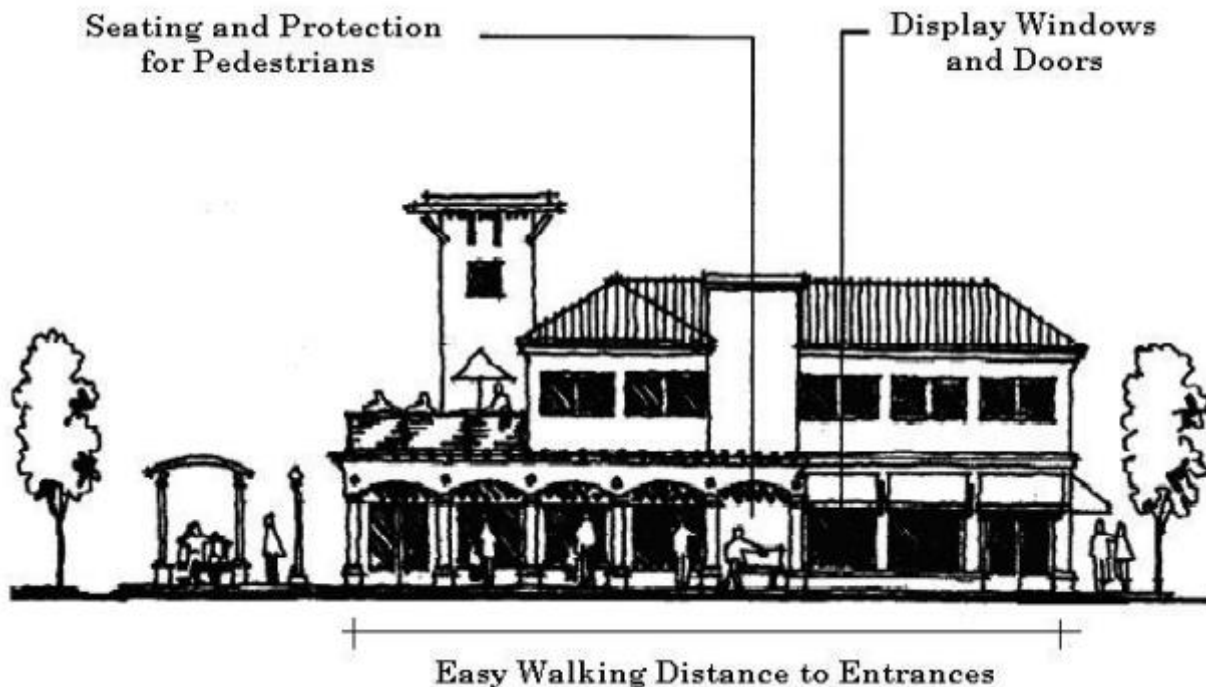 Seating and Protection
for Pedestrians
Display Windows
and Doors
Easy Walking Distance to Entrances